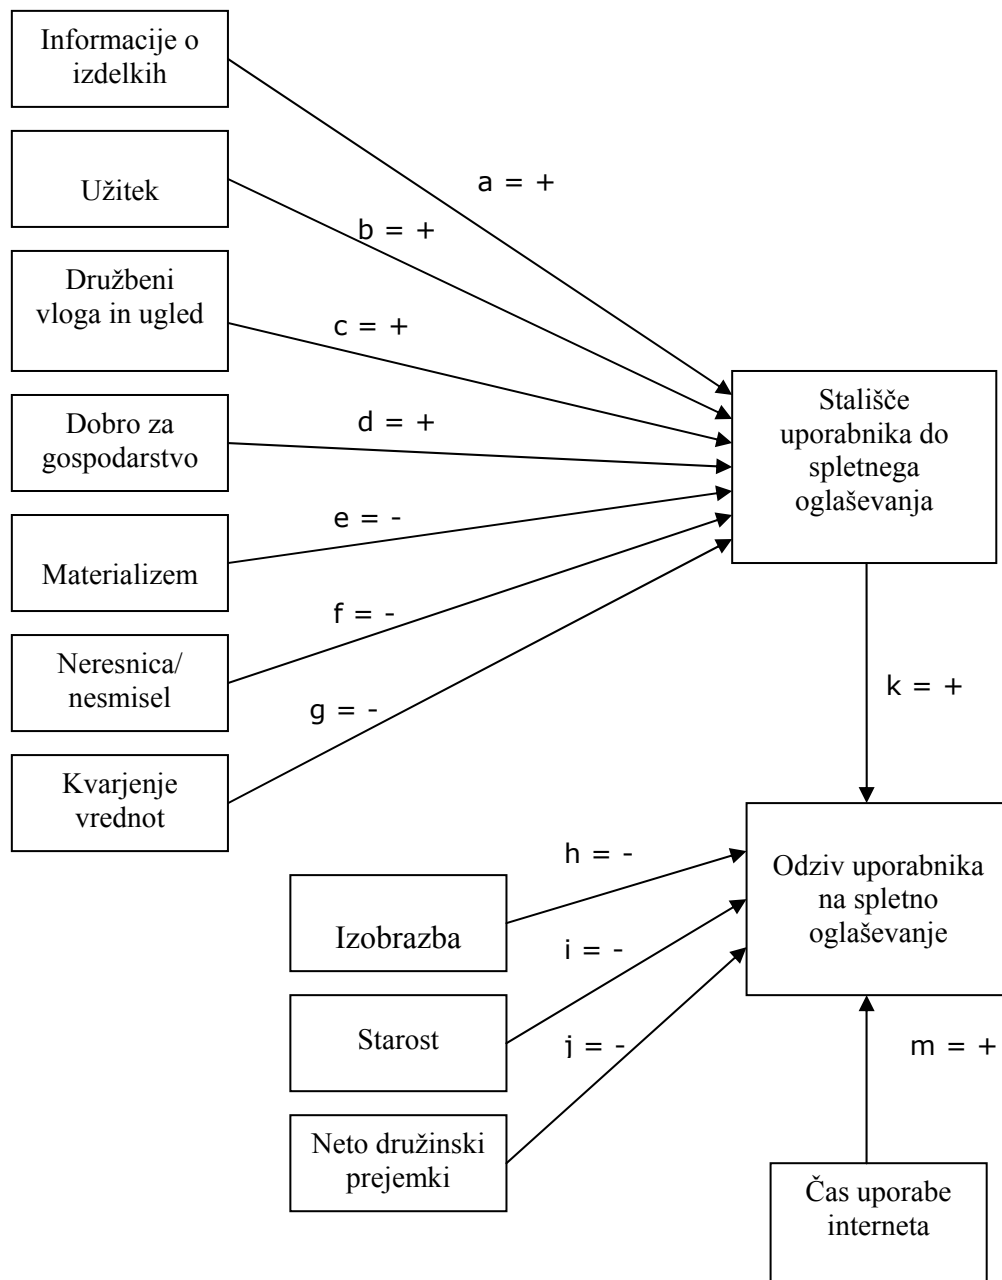 Informacije o
izdelkih
a = +
Užitek
b = +
Družbeni
vloga in ugled
c = +
Dobro za
gospodarstvo
d = +
Stališče
uporabnika do
spletnega
oglaševanja
Materializem
e = -
Neresnica/
nesmisel
f = -
Kvarjenje
vrednot
g = -
k = +
Izobrazba
h = -
Odziv uporabnika
na spletno
oglaševanje
Starost
i = -
Neto družinski
prejemki
j = -
m = +
Čas uporabe
interneta